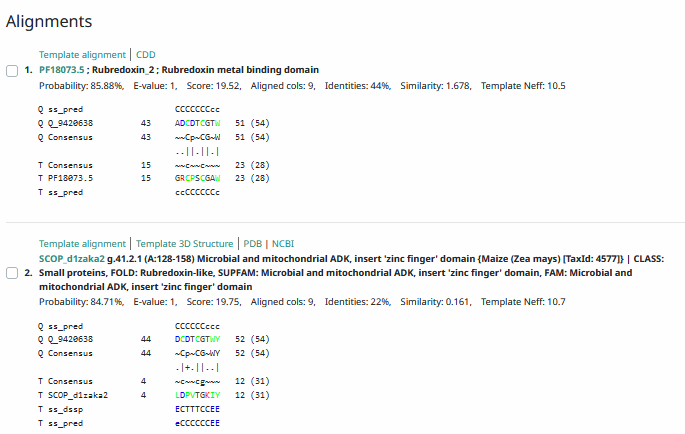 Alignments
Template alignment | CDD
1. PF18073.5 ; Rubredoxin_2 ; Rubredoxin metal binding domain
Probability: 85.88%, E-value: 1, Score: 19.52, Aligned cols: 9, Identities: 44%, Similarity: 1.678, Template Neff: 10.5
Q ss_pred CCCCCCCcc
Q Q_9420638 43 ADCDTCGTW 51 (54)
Q Consensus 43 ~~Cp~CG~W 51 (54)
..||.||.|
T Consensus 15 ~~c~~c~~~ 23 (28)
T PF18073.5 15 GRCPSCGAW 23 (28)
T ss_pred ccCCCCCCc
Template alignment | Template 3D Structure | PDB | NCBI
SCOP_d1zaka2 g.41.2.1 (A:128-158) Microbial and mitochondrial ADK, insert 'zinc finger' domain {Maize (Zea mays) [TaxId: 4577]} | CLASS:
2. Small proteins, FOLD: Rubredoxin-like, SUPFAM: Microbial and mitochondrial ADK, insert 'zinc finger' domain, FAM: Microbial and
mitochondrial ADK, insert 'zinc finger' domain
Probability: 84.71%, E-value: 1, Score: 19.75, Aligned cols: 9, Identities: 22%, Similarity: 0.161, Template Neff: 10.7
Q ss_pred CCCCCCccc
Q Q_9420638 44 DCDTCGTWY 52 (54)
Q Consensus 44 ~Cp~CG~WY 52 (54)
.|+.||..|
T Consensus 4 ~c~~cg~~~ 12 (31)
T SCOP_d1zaka2 4 LDPVTGKIY 12 (31)
T ss_dssp ECTTTCCEE
T ss_pred eCCCCCCEE